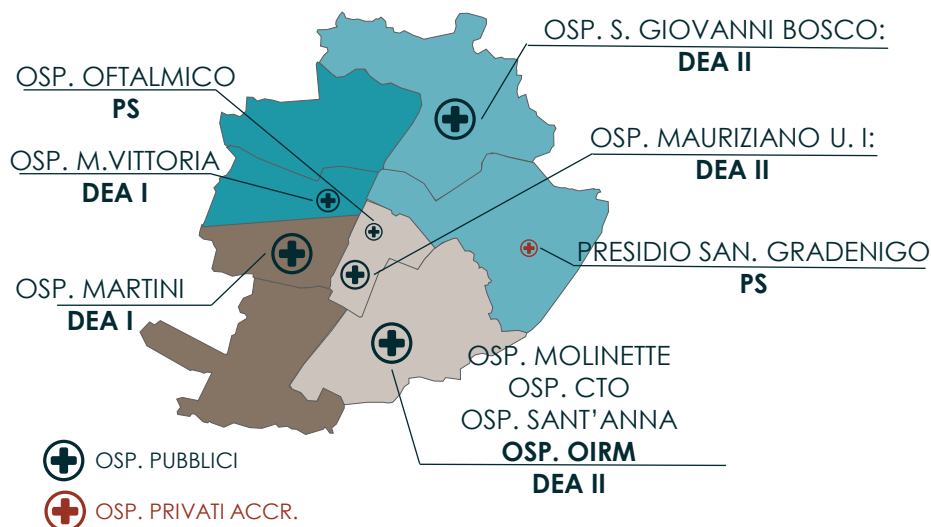 OSP. S. GIOVANNI BOSCO:
DEA II
OSP. OFTALMICO
PS
OSP. MAURIZIANO U. I:
DEA II
OSP. M.VITTORIA
DEA I
PRESIDIO SAN. GRADENIGO
PS
OSP. MARTINI
DEA I
OSP. MOLINETTE
OSP. CTO
OSP. SANT'ANNA
OSP. OIRM
DEA II
OSP. PUBBLICI
OSP. PRIVATI ACCR.